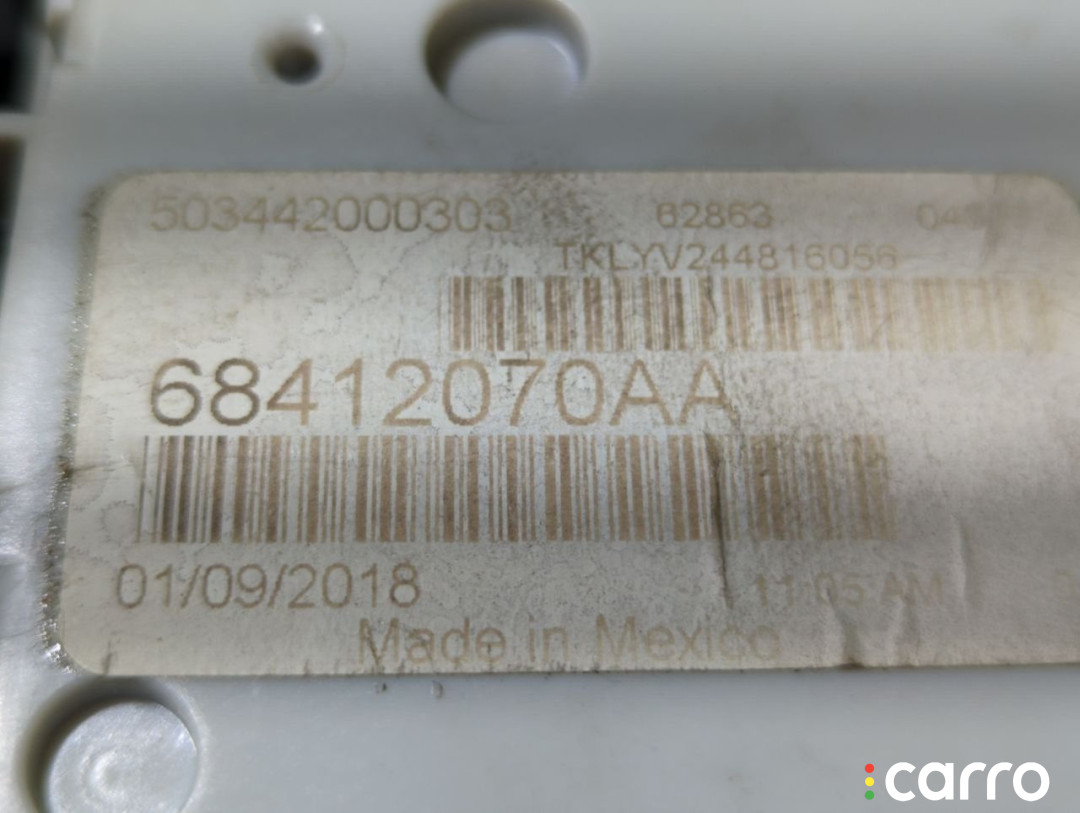 503442000303 62863
TKLYV244816056
68412070AA
01/09/2018 11:05 AM
Made in Mexico
carro